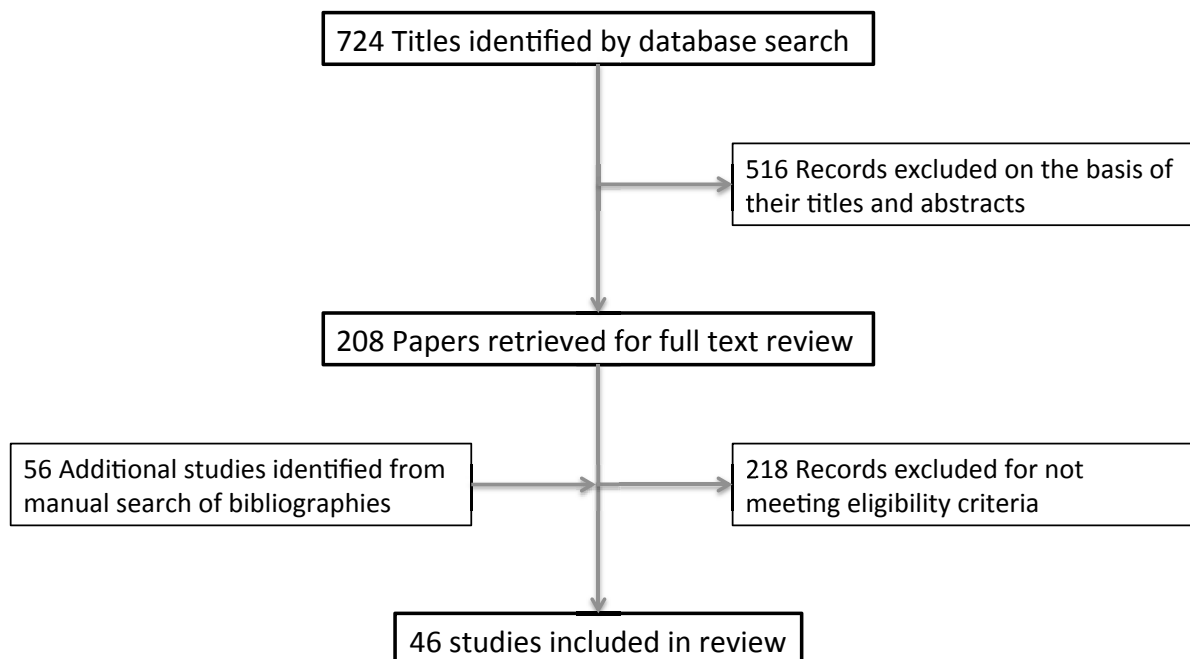 724 Titles identified by database search
516 Records excluded on the basis of
their titles and abstracts
208 Papers retrieved for full text review
56 Additional studies identified from
manual search of bibliographies
218 Records excluded for not
meeting eligibility criteria
46 studies included in review